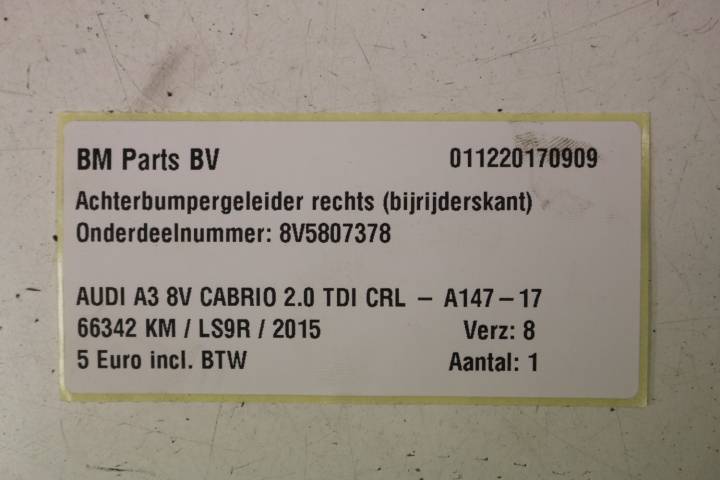 BM Parts BV 011220170909
Achterbumpergeleider rechts (bijrijderskant)
Onderdeelnummer: 8V5807378
AUDI A3 8V CABRIO 2.0 TDI CRL – A147–17
66342 KM / LS9R / 2015 Verz: 8
5 Euro incl. BTW Aantal: 1